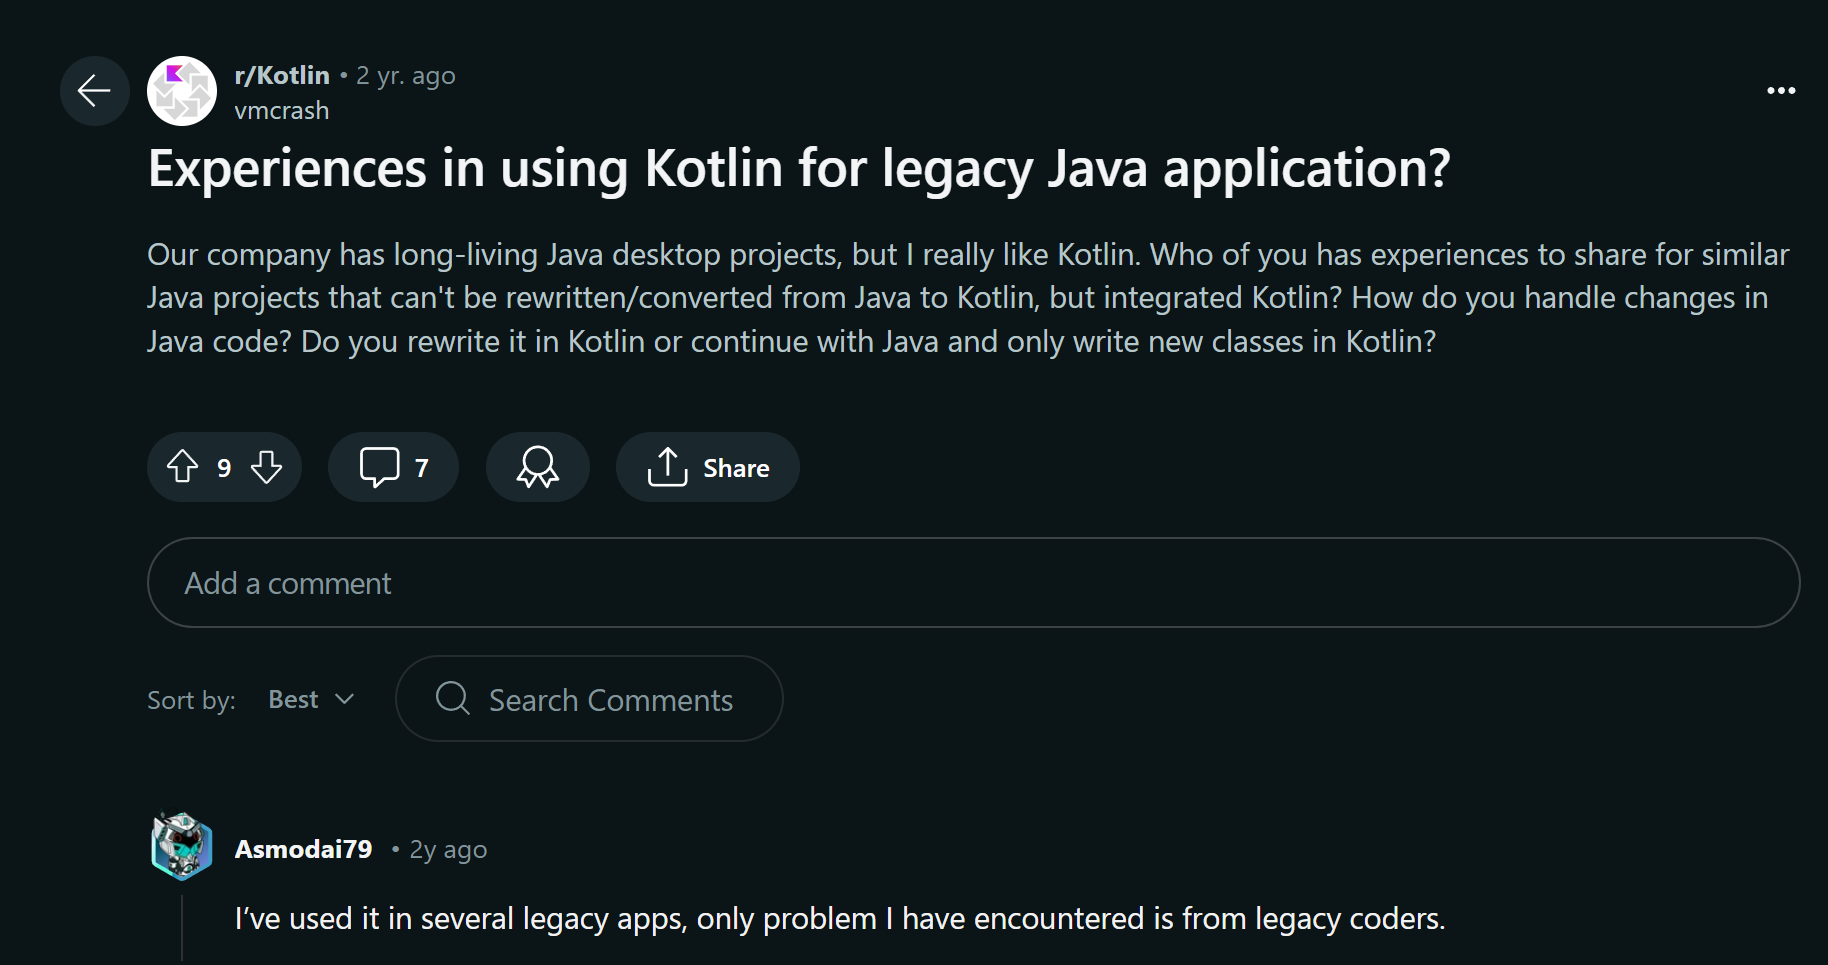 r/Kotlin • 2 yr. ago
vmcrash
Experiences in using Kotlin for legacy Java application?
Our company has long-living Java desktop projects, but I really like Kotlin. Who of you has experiences to share for similar
Java projects that can't be rewritten/converted from Java to Kotlin, but integrated Kotlin? How do you handle changes in
Java code? Do you rewrite it in Kotlin or continue with Java and only write new classes in Kotlin?
9 7 Share
Add a comment
Sort by: Best Search Comments
Asmodai79 • 2y ago
I’ve used it in several legacy apps, only problem I have encountered is from legacy coders.